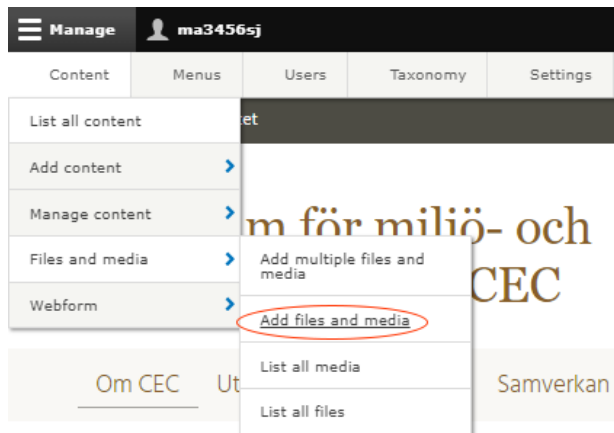 Manage ma3456sj
Content Menus Users Taxonomy Settings
List all content
et
Add content
Manage content
m för miljö- och
Files and media
Add multiple files and
media
CEC
Webform
Add files and media
List all media
Om CEC Ut Samverkan
List all files